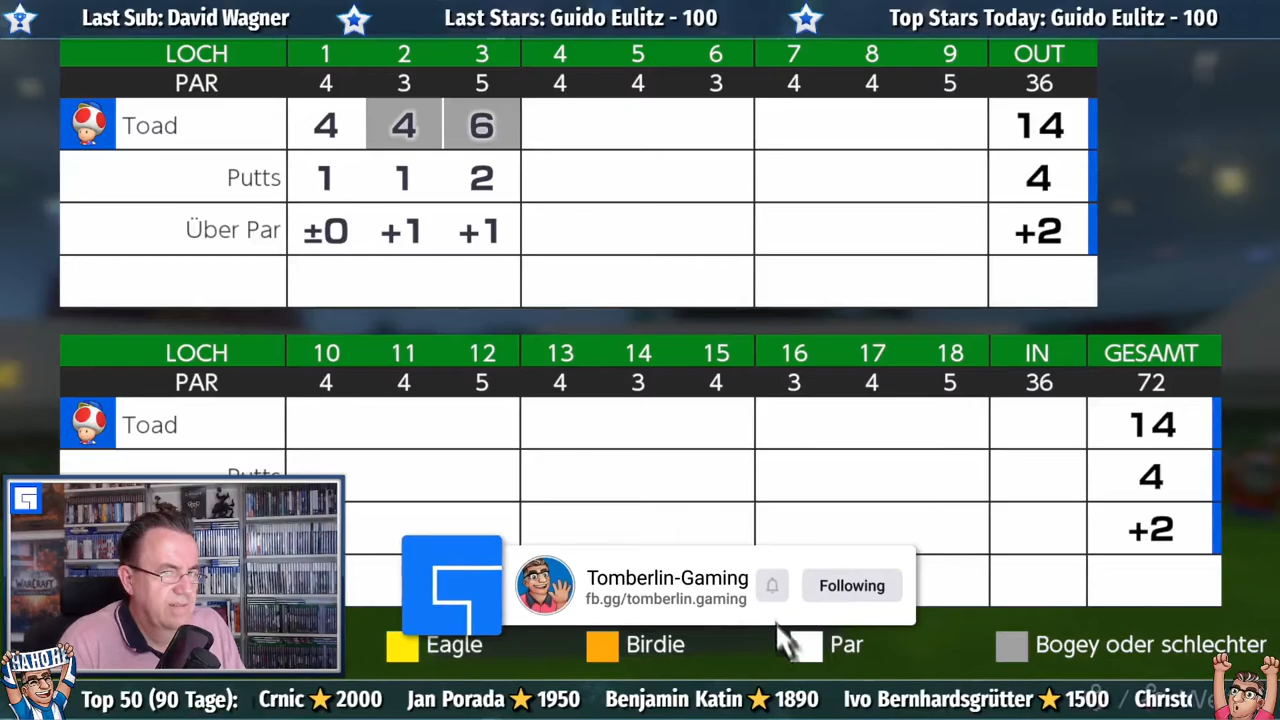 Last Sub: David Wagner Last Stars: Guido Eulitz - 100 Top Stars Today: Guido Eulitz - 100
LOCH 1 2 3 4 5 6 7 8 9 OUT
PAR 4 3 5 4 4 3 4 4 5 36
Toad 4 4 6 14
Putts 1 1 2 4
Über Par ±0 +1 +1 +2
LOCH 10 11 12 13 14 15 16 17 18 IN GESAMT
PAR 4 4 5 4 3 4 3 4 5 36 72
Toad 14
Putts 4
+2
WARCRAFT
Tomberlin-Gaming
fb.gg/tomberlin.gaming
Following
Eagle Birdie Par Bogey oder schlechter
HAHOHE
Top 50 (90 Tage): Crnic 2000 Jan Porada 1950 Benjamin Katin 1890 Ivo Bernhardsgrütter 1500 Christ